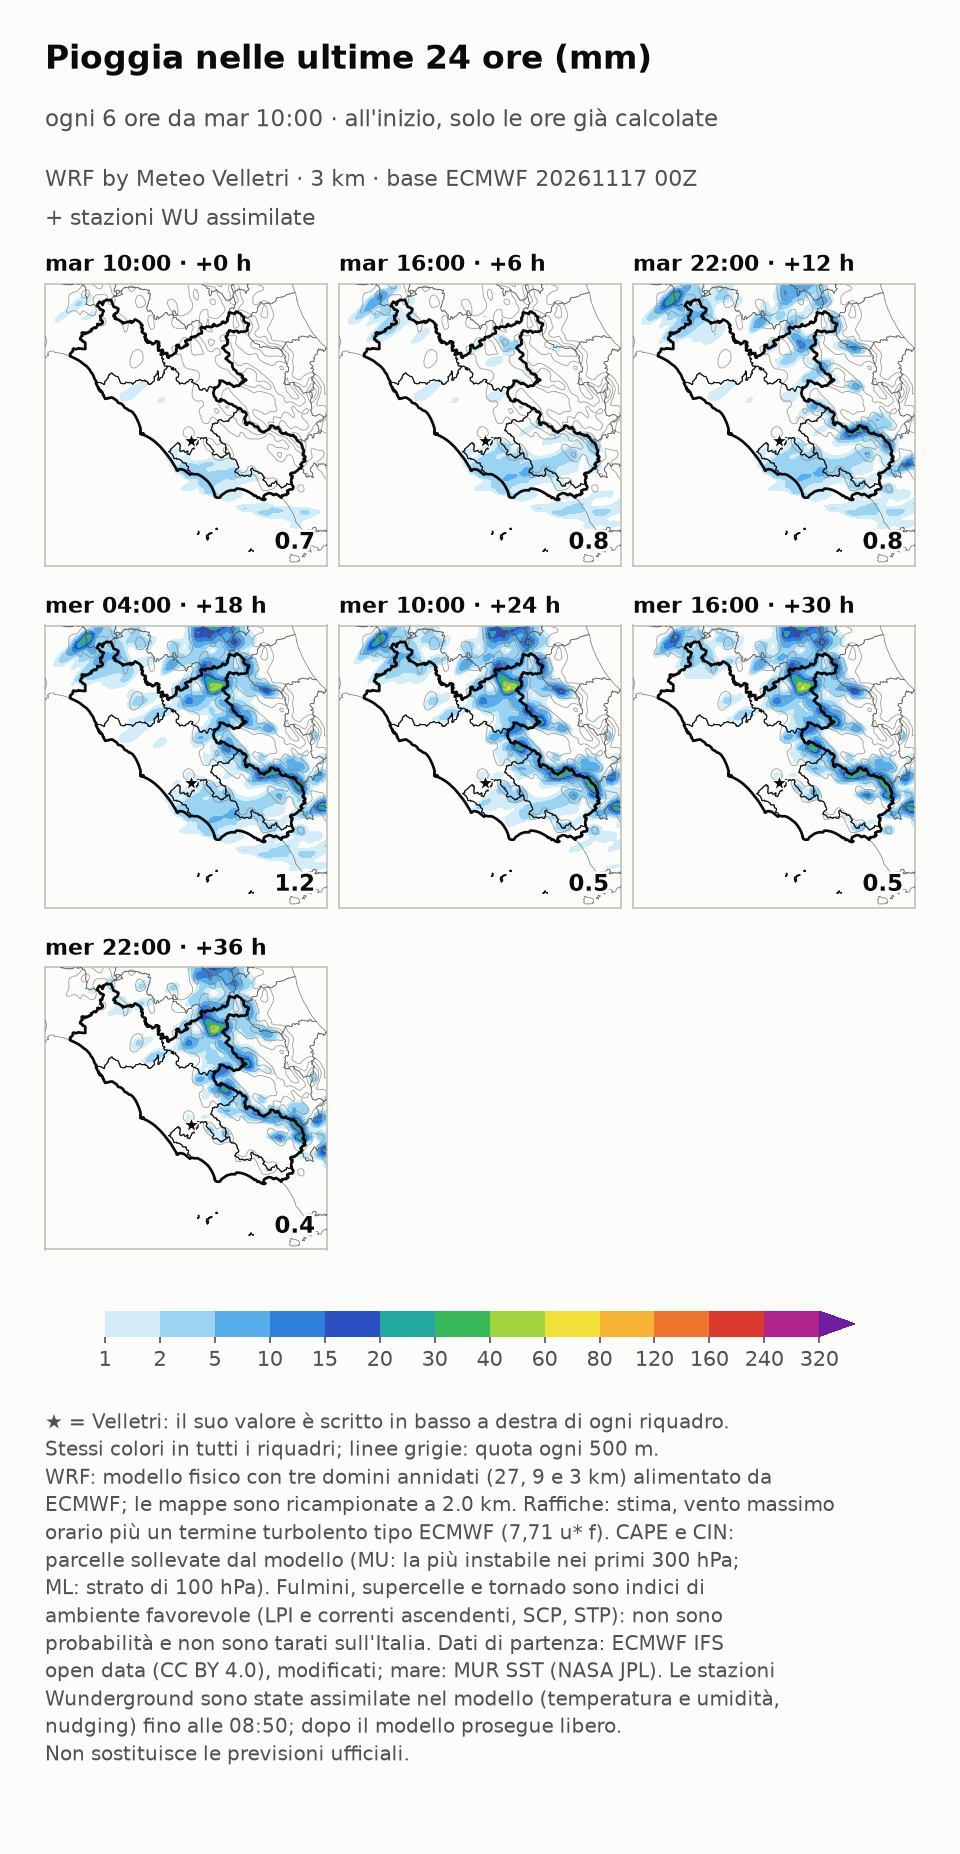 Pioggia nelle ultime 24 ore (mm)
ogni 6 ore da mar 10:00 · all'inizio, solo le ore già calcolate
WRF by Meteo Velletri · 3 km · base ECMWF 20261117 00Z
+ stazioni WU assimilate
mar 10:00 · +0 h
mar 16:00 · +6 h
mar 22:00 · +12 h
0.7
0.8
0.8
mer 04:00 · +18 h
mer 10:00 · +24 h
mer 16:00 · +30 h
1.2
0.5
0.5
mer 22:00 · +36 h
0.4
1 2 5 10 15 20 30 40 60 80 120 160 240 320
★ = Velletri: il suo valore è scritto in basso a destra di ogni riquadro.
Stessi colori in tutti i riquadri; linee grigie: quota ogni 500 m.
WRF: modello fisico con tre domini annidati (27, 9 e 3 km) alimentato da
ECMWF; le mappe sono ricampionate a 2.0 km. Raffiche: stima, vento massimo
orario più un termine turbolento tipo ECMWF (7,71 u* f). CAPE e CIN:
parcelle sollevate dal modello (MU: la più instabile nei primi 300 hPa;
ML: strato di 100 hPa). Fulmini, supercelle e tornado sono indici di
ambiente favorevole (LPI e correnti ascendenti, SCP, STP): non sono
probabilità e non sono tarati sull'Italia. Dati di partenza: ECMWF IFS
open data (CC BY 4.0), modificati; mare: MUR SST (NASA JPL). Le stazioni
Wunderground sono state assimilate nel modello (temperatura e umidità,
nudging) fino alle 08:50; dopo il modello prosegue libero.
Non sostituisce le previsioni ufficiali.